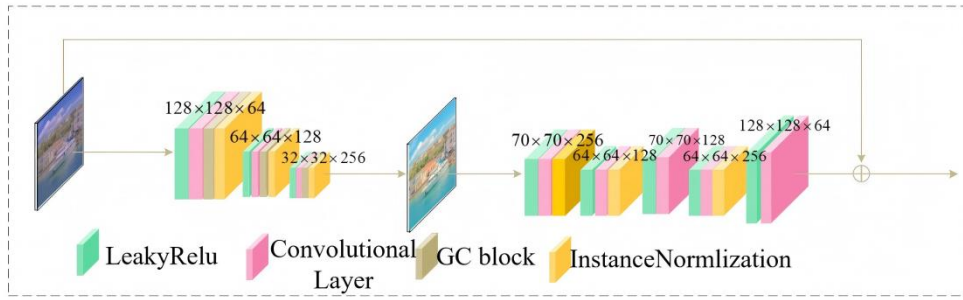 128×128×64
64×64×128
32×32×256
70×70×256
64×64×128
70×70×128
64×64×256
128×128×64
LeakyRelu
Convolutional
Layer
GC block
InstanceNormlization